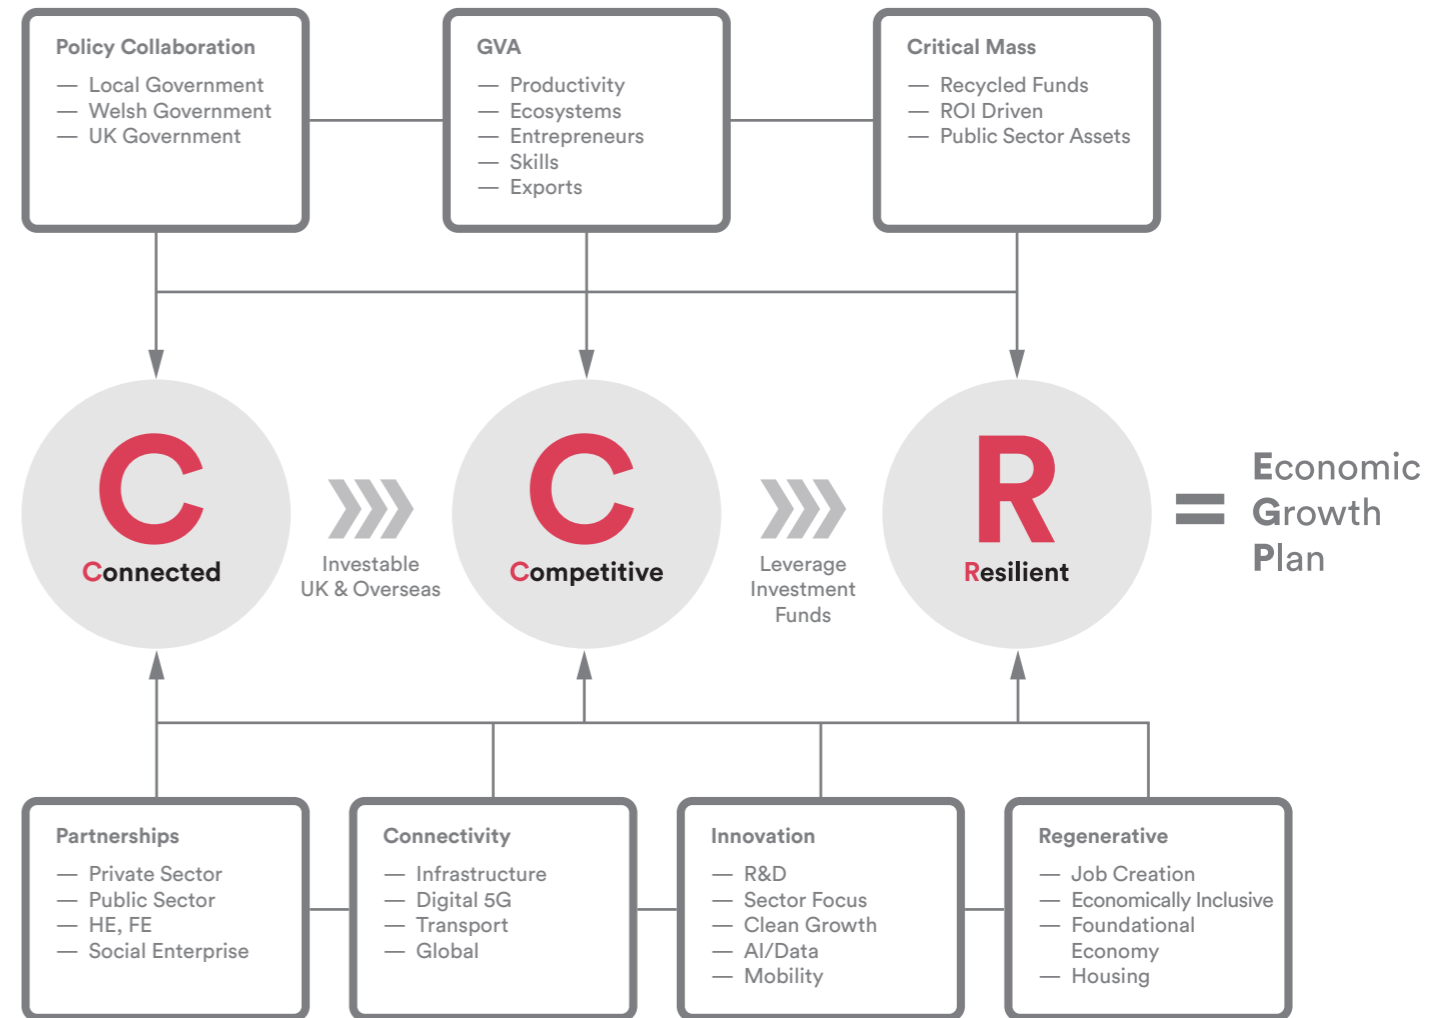 Policy Collaboration
— Local Government
— Welsh Government
— UK Government
GVA
— Productivity
— Ecosystems
— Entrepreneurs
— Skills
— Exports
Critical Mass
— Recycled Funds
— ROI Driven
— Public Sector Assets
C
Connected
Investable
UK & Overseas
C
Competitive
Leverage
Investment
Funds
R
Resilient
=
Economic
Growth
Plan
Partnerships
— Private Sector
— Public Sector
— HE, FE
— Social Enterprise
Connectivity
— Infrastructure
— Digital 5G
— Transport
— Global
Innovation
— R&D
— Sector Focus
— Clean Growth
— AI/Data
— Mobility
Regenerative
— Job Creation
— Economically Inclusive
— Foundational
Economy
— Housing